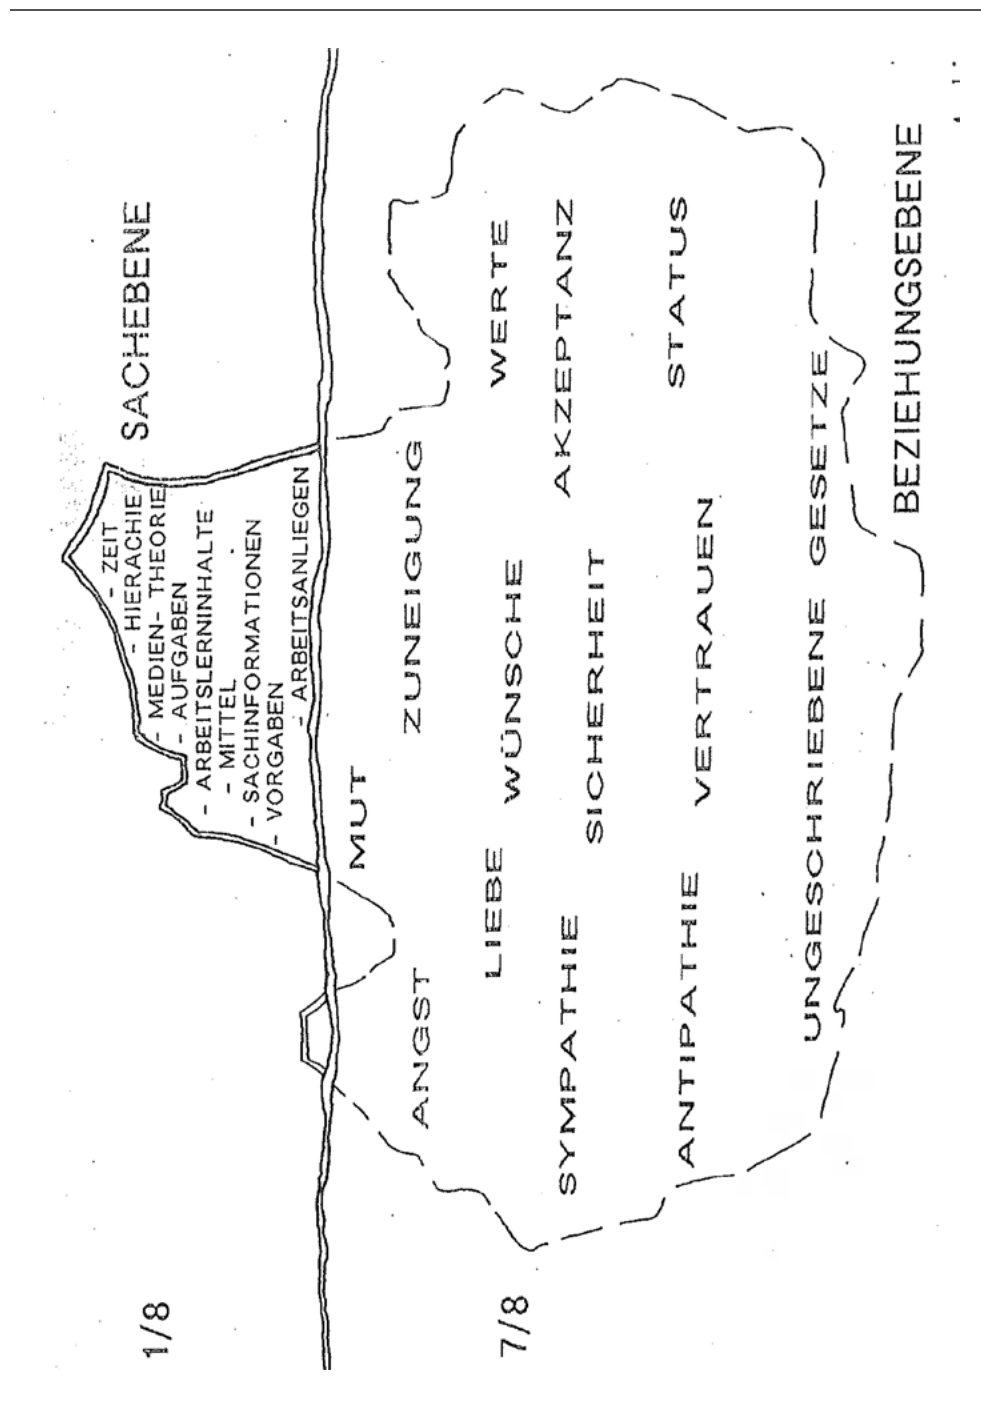 SACHEBENE
- ZEIT
- HIERACHIE
- MEDIEN- THEORIE
- AUFGABEN
- ARBEITSLERNINHALTE
- MITTEL
- SACHINFORMATIONEN
- VORGABEN
- ARBEITSANLIEGEN
1/8
MUT
ANGST
ZUNEIGUNG
LIEBE
WÜNSCHE
WERTE
SYMPATHIE
SICHERHEIT
AKZEPTANZ
ANTIPATHIE
VERTRAUEN
STATUS
UNGESCHRIEBENE GESETZE
7/8
BEZIEHUNGSEBENE